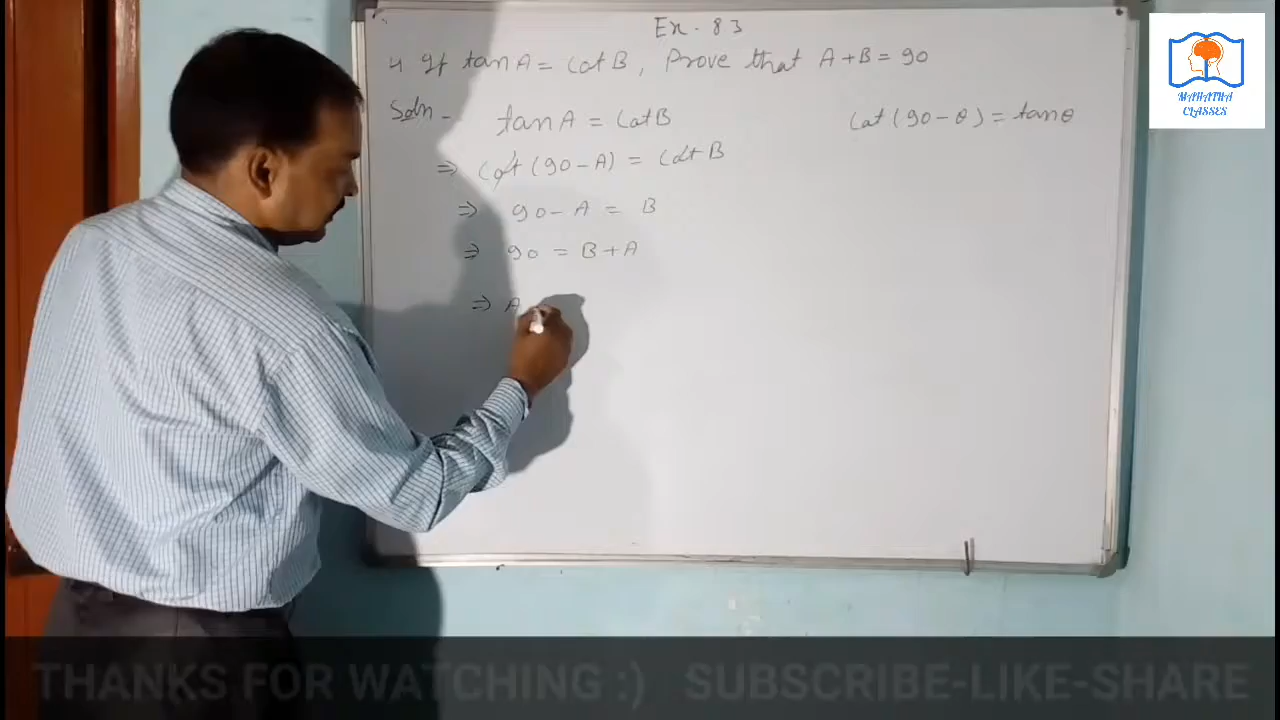 Ex. 8.3
4 If tan A = Cot B, Prove that A + B = 90
Soln - tan A = Cot B
Cot (90 - θ) = tan θ
⇒ Cot (90 - A) = Cot B
⇒ 90 - A = B
⇒ 90 = B + A
⇒ A
MAHATHA
CLASSES
THANKS FOR WATCHING :) SUBSCRIBE-LIKE-SHARE